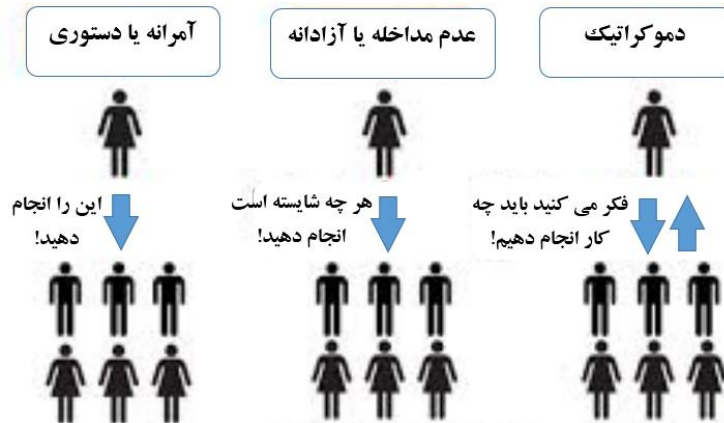 دموکراتیک
عدم مداخله یا آزادانه
آمرانه یا دستوری
فکر می کنید باید چه
کار انجام دهیم!
هر چه شایسته است
انجام دهید!
این را انجام
دهید!